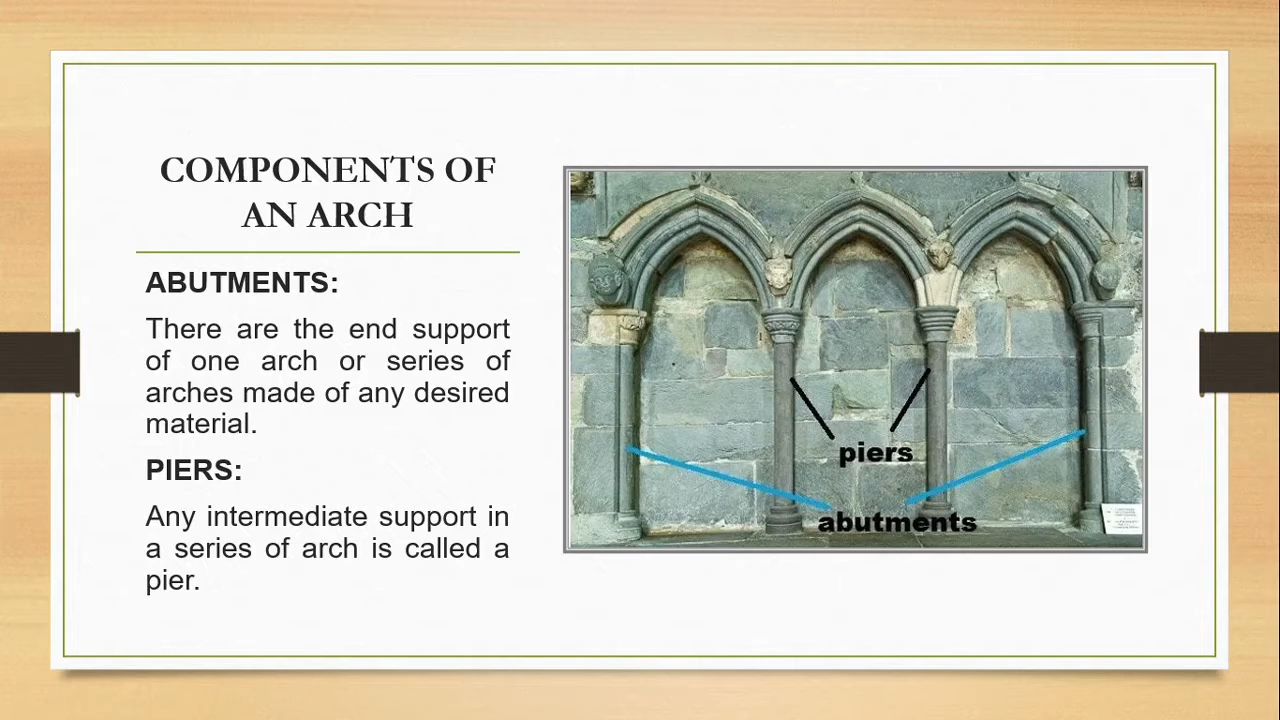 COMPONENTS OF
AN ARCH
ABUTMENTS:
There are the end support
of one arch or series of
arches made of any desired
material.
PIERS:
Any intermediate support in
a series of arch is called a
pier.
piers
abutments